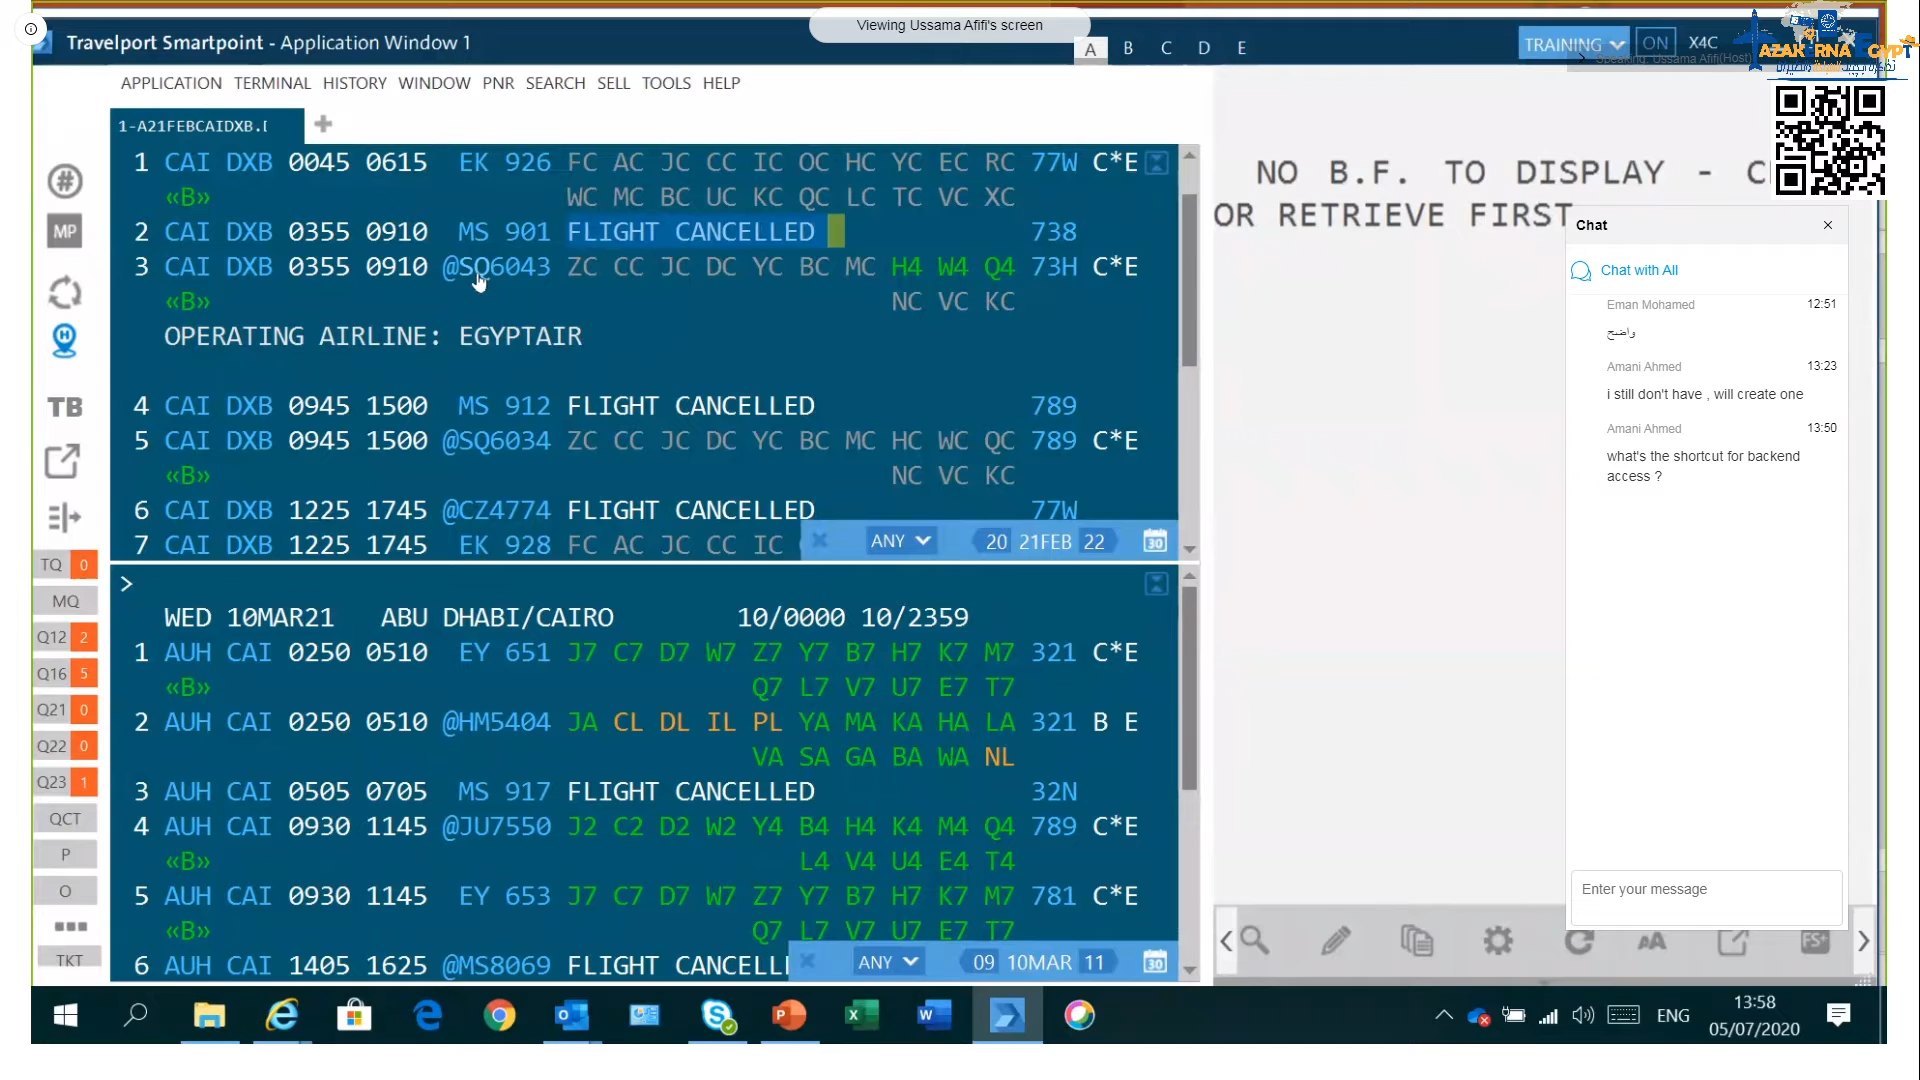 Viewing Ussama Afifi's screen
Travelport Smartpoint - Application Window 1
A B C D E
TRAINING ON X4C
Speaking: Ussama Afifi(Host)
APPLICATION TERMINAL HISTORY WINDOW PNR SEARCH SELL TOOLS HELP
1-A21FEBCAIDXB.[
1 CAI DXB 0045 0615 EK 926 FC AC JC CC IC OC HC YC EC RC 77W C*E
«B» WC MC BC UC KC QC LC TC VC XC
2 CAI DXB 0355 0910 MS 901 FLIGHT CANCELLED 738
3 CAI DXB 0355 0910 @SQ6043 ZC CC JC DC YC BC MC H4 W4 Q4 73H C*E
«B» NC VC KC
OPERATING AIRLINE: EGYPTAIR
4 CAI DXB 0945 1500 MS 912 FLIGHT CANCELLED 789
5 CAI DXB 0945 1500 @SQ6034 ZC CC JC DC YC BC MC HC WC QC 789 C*E
«B» NC VC KC
6 CAI DXB 1225 1745 @CZ4774 FLIGHT CANCELLED 77W
7 CAI DXB 1225 1745 EK 928 FC AC JC CC IC
ANY 20 21FEB 22 30
>
WED 10MAR21 ABU DHABI/CAIRO 10/0000 10/2359
1 AUH CAI 0250 0510 EY 651 J7 C7 D7 W7 Z7 Y7 B7 H7 K7 M7 321 C*E
«B» Q7 L7 V7 U7 E7 T7
2 AUH CAI 0250 0510 @HM5404 JA CL DL IL PL YA MA KA HA LA 321 B E
VA SA GA BA WA NL
3 AUH CAI 0505 0705 MS 917 FLIGHT CANCELLED 32N
4 AUH CAI 0930 1145 @JU7550 J2 C2 D2 W2 Y4 B4 H4 K4 M4 Q4 789 C*E
«B» L4 V4 U4 E4 T4
5 AUH CAI 0930 1145 EY 653 J7 C7 D7 W7 Z7 Y7 B7 H7 K7 M7 781 C*E
«B» Q7 L7 V7 U7 E7 T7
6 AUH CAI 1405 1625 @MS8069 FLIGHT CANCELL
ANY 09 10MAR 11 30
#
MP
H
TB
TQ 0
MQ
Q12 2
Q16 5
Q21 0
Q22 0
Q23 1
QCT
P
O
TKT
NO B.F. TO DISPLAY - C
OR RETRIEVE FIRST
Chat
Chat with All
Eman Mohamed 12:51
واضح
Amani Ahmed 13:23
i still don't have , will create one
Amani Ahmed 13:50
what's the shortcut for backend
access ?
Enter your message
AA
FS+
ENG
13:58
05/07/2020